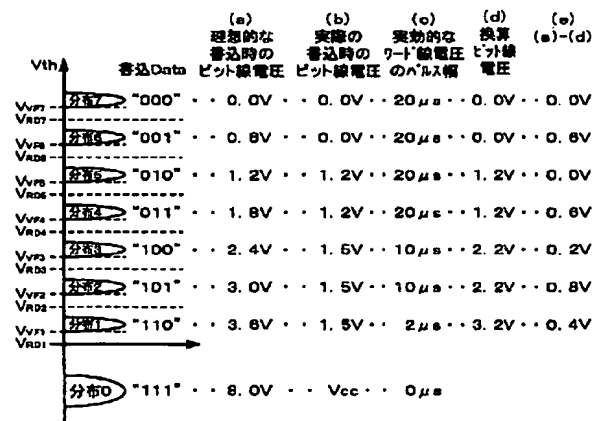 (a) (b) (c) (d) (e)
理想的な 実際の 実効的な 換算 (a)-(d)
書込時の 書込時の ワード線電圧 ビット線
Vth 書込Data ビット線電圧 ビット線電圧 のパルス幅 電圧
VVF7 分布7 "000" ・・0.0V・・0.0V・・20μs・・0.0V・・0.0V
VRD7
VVF6 分布6 "001" ・・0.8V・・0.0V・・20μs・・0.0V・・0.6V
VRD6
VVF5 分布5 "010" ・・1.2V・・1.2V・・20μs・・1.2V・・0.0V
VRD5
VVF4 分布4 "011" ・・1.8V・・1.2V・・20μs・・1.2V・・0.6V
VRD4
VVF3 分布3 "100" ・・2.4V・・1.5V・・10μs・・2.2V・・0.2V
VRD3
VVF2 分布2 "101" ・・3.0V・・1.5V・・10μs・・2.2V・・0.8V
VRD2
VVF1 分布1 "110" ・・3.6V・・1.5V・・2μs・・3.2V・・0.4V
VRD1
分布0 "111" ・・8.0V・・Vcc・・0μs